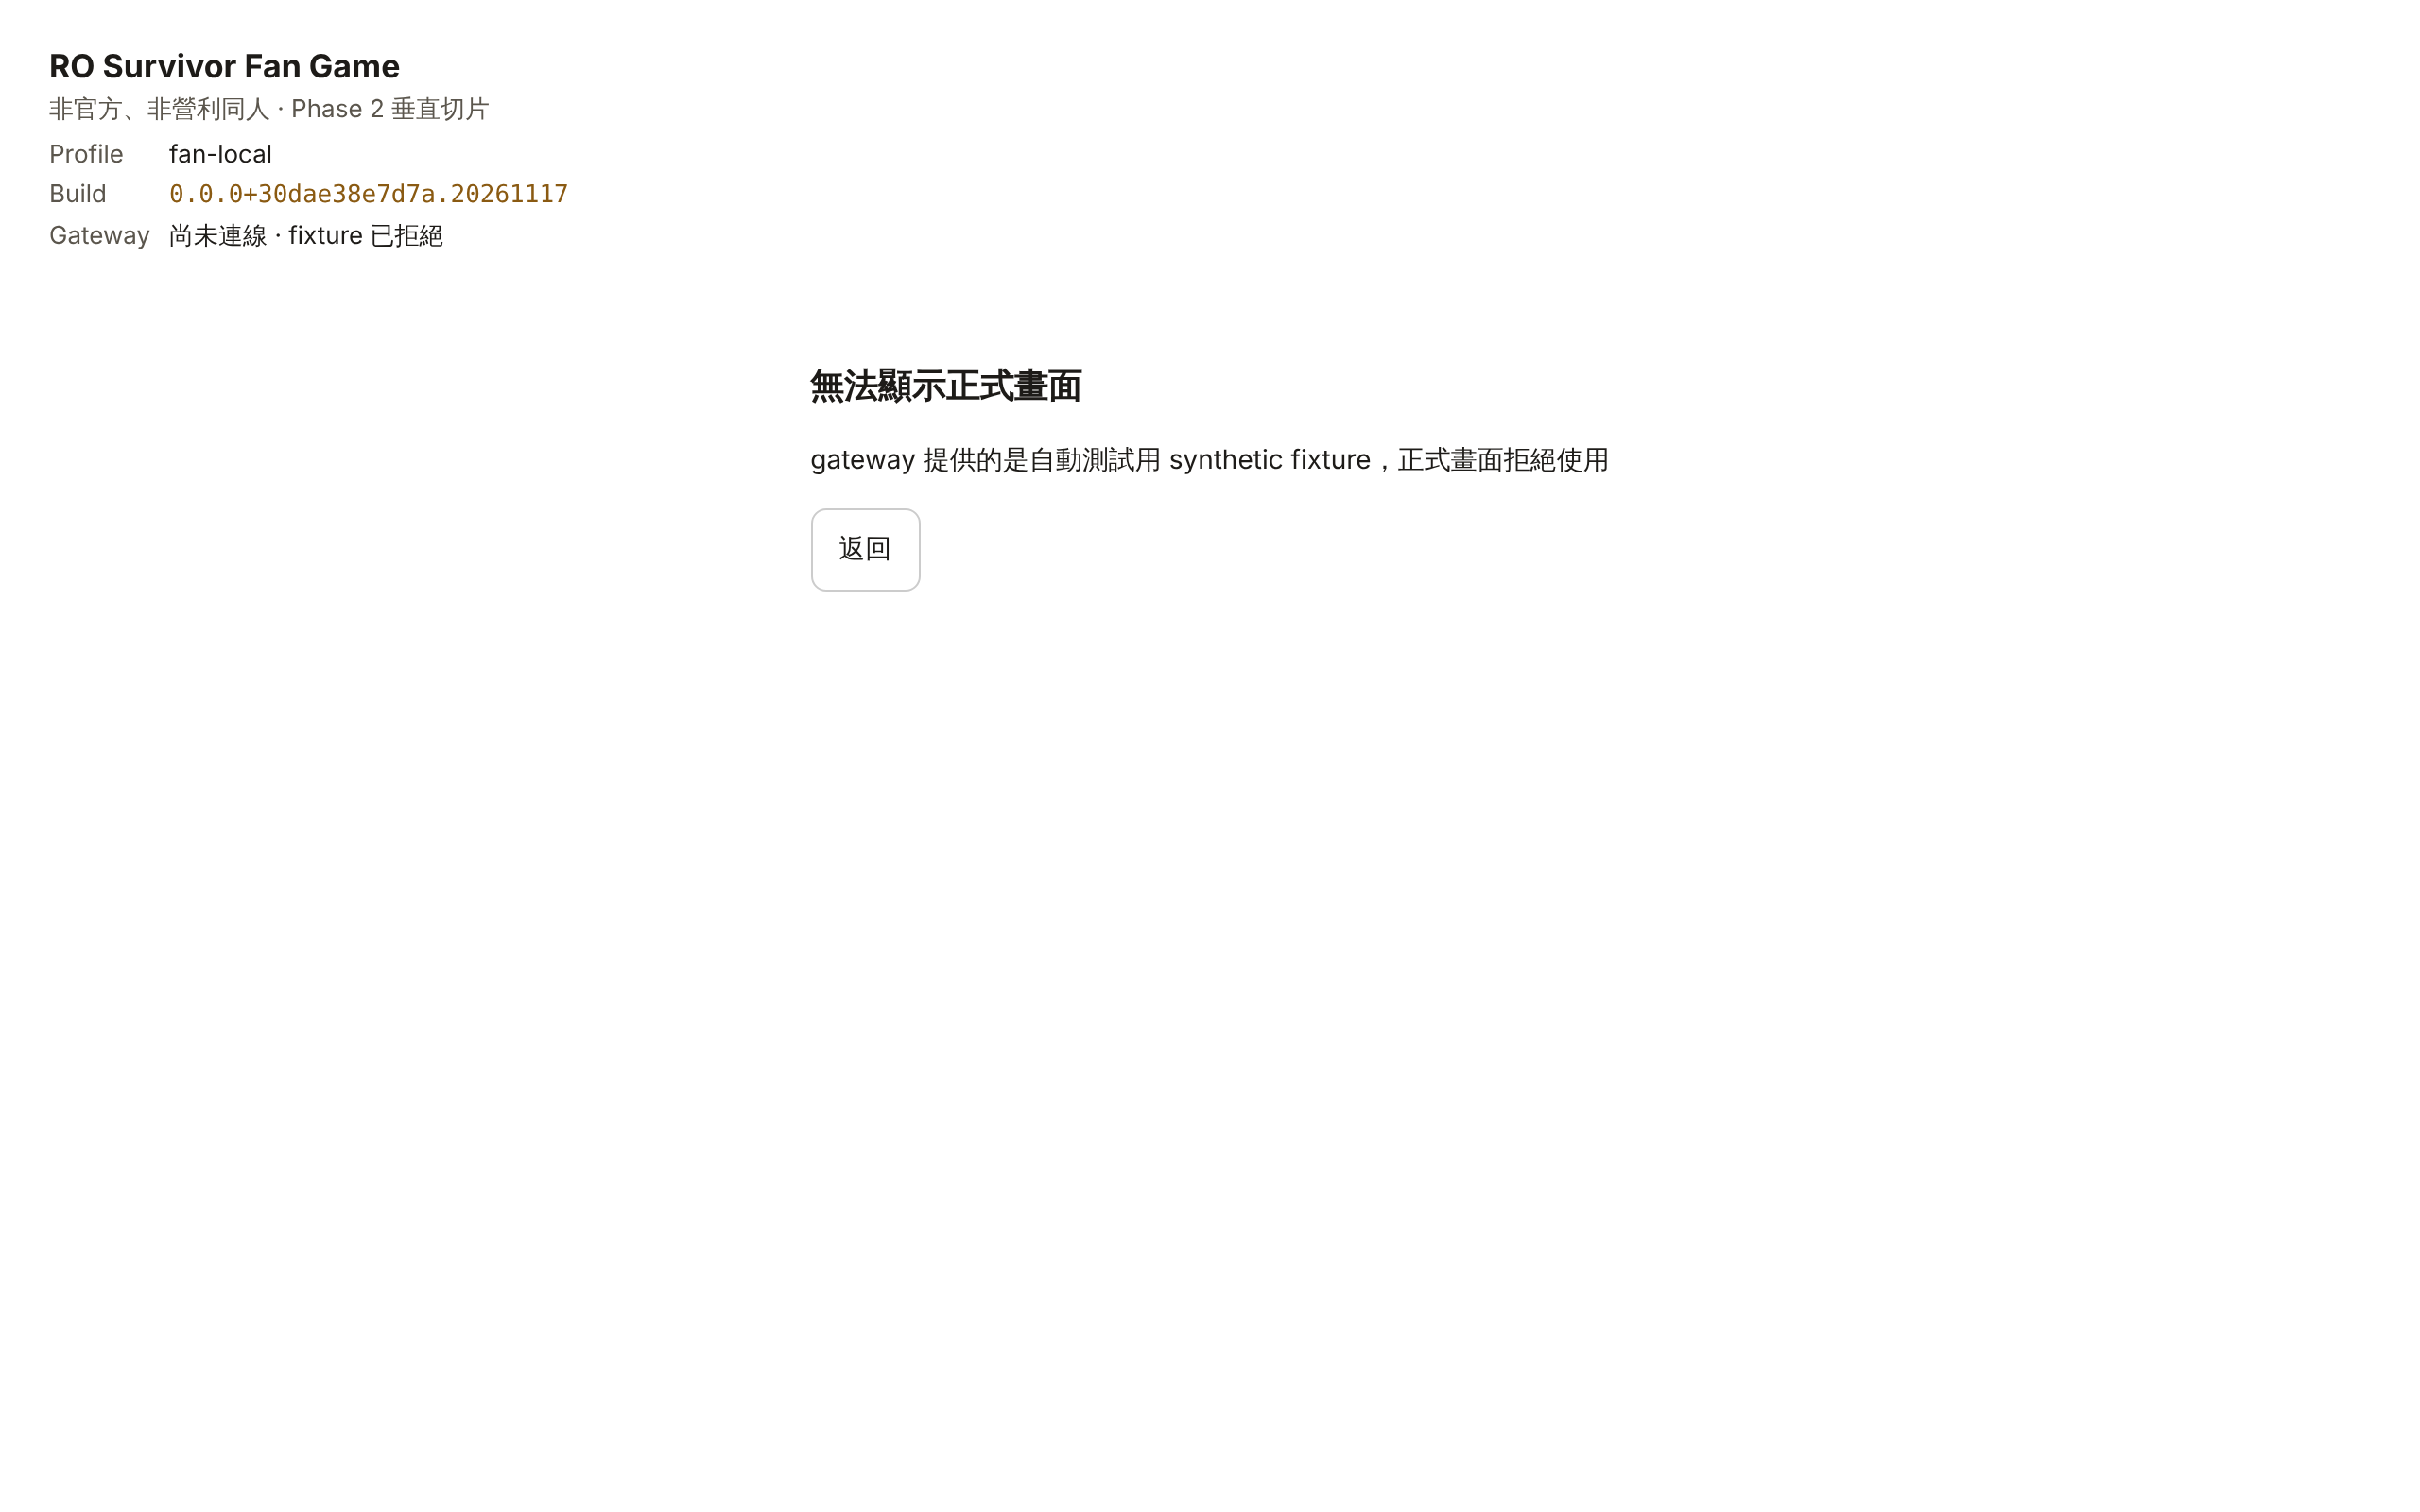 RO Survivor Fan Game
非官方、非營利同人 · Phase 2 垂直切片
Profile fan-local
Build 0.0.0+30dae38e7d7a.20261117
Gateway 尚未連線 · fixture 已拒絕
無法顯示正式畫面
gateway 提供的是自動測試用 synthetic fixture，正式畫面拒絕使用
返回